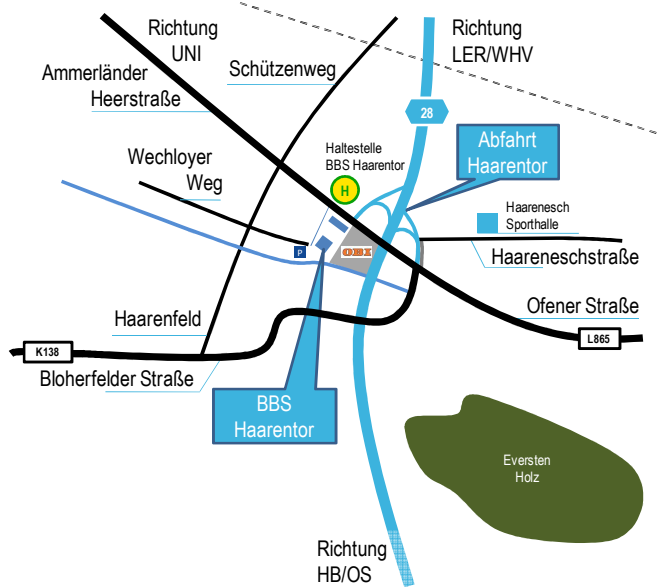 Richtung
UNI
Richtung
LER/WHV
Ammerländer
Heerstraße
Schützenweg
28
Abfahrt
Haarentor
Haltestelle
BBS Haarentor
H
Wechloyer
Weg
Haarenesch
Sporthalle
P
OBI
Haareneschstraße
Haarenfeld
Ofener Straße
K138
L865
Bloherfelder Straße
BBS
Haarentor
Eversten
Holz
Richtung
HB/OS